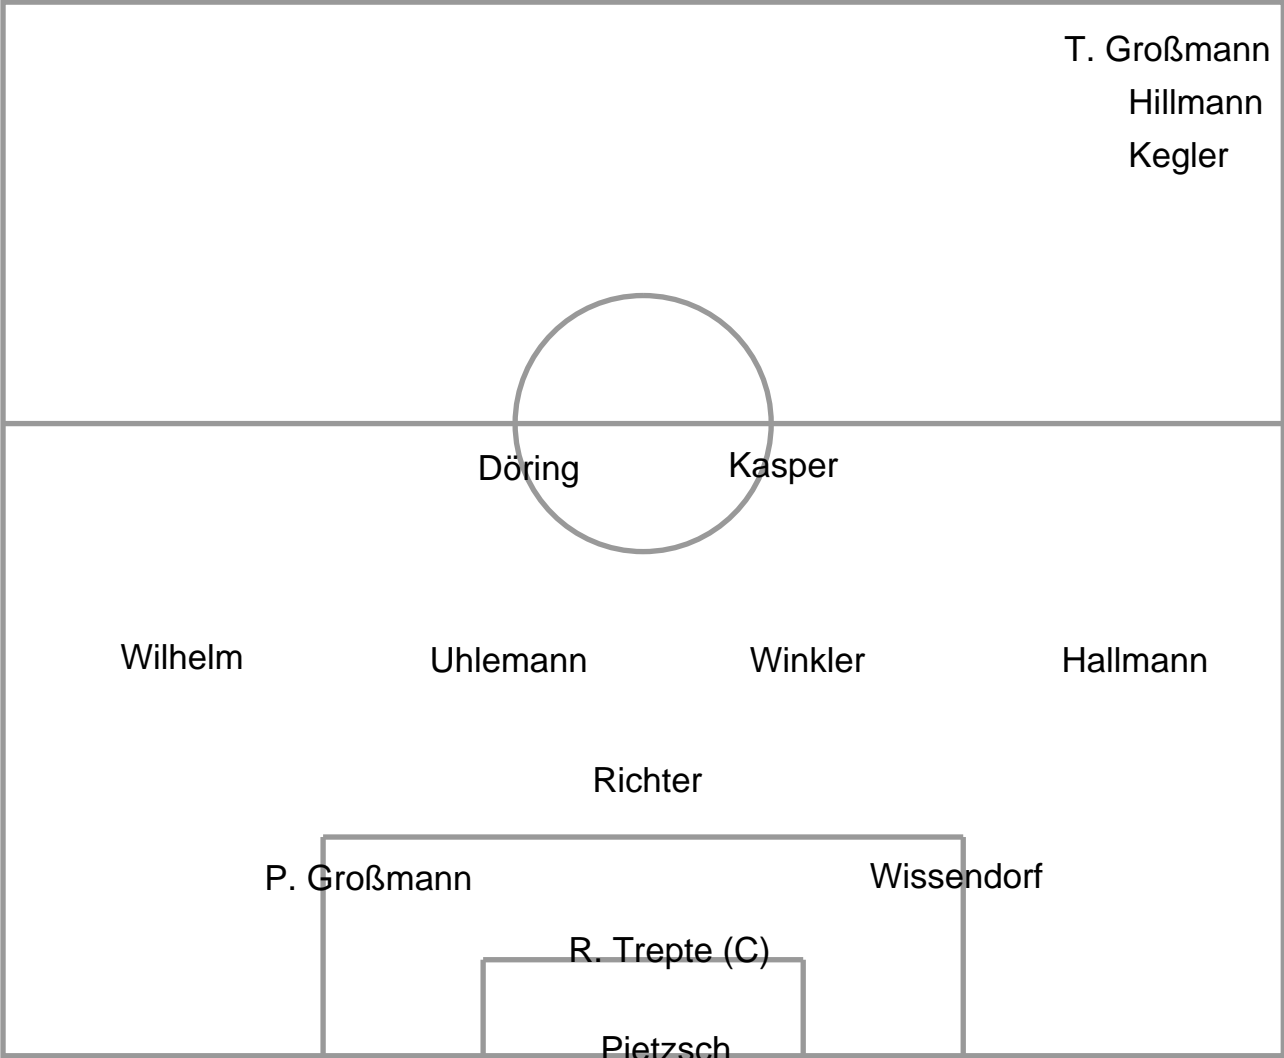 T. Großmann
Hillmann
Kegler
Döring Kasper
Wilhelm Uhlemann Winkler Hallmann
Richter
P. Großmann Wissendorf
R. Trepte (C)
Pietzsch